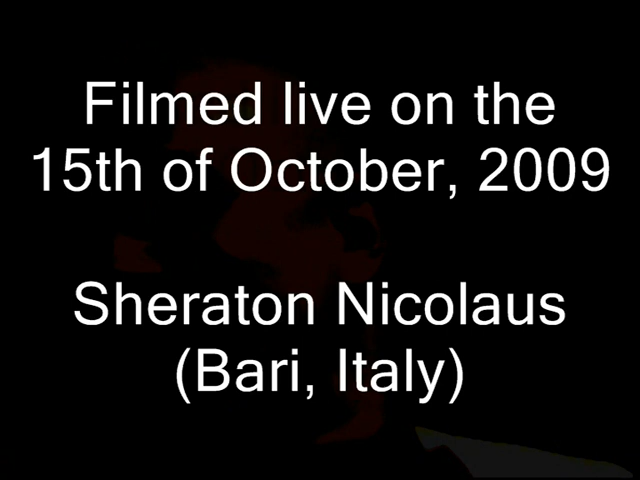 Filmed live on the
15th of October, 2009
Sheraton Nicolaus
(Bari, Italy)